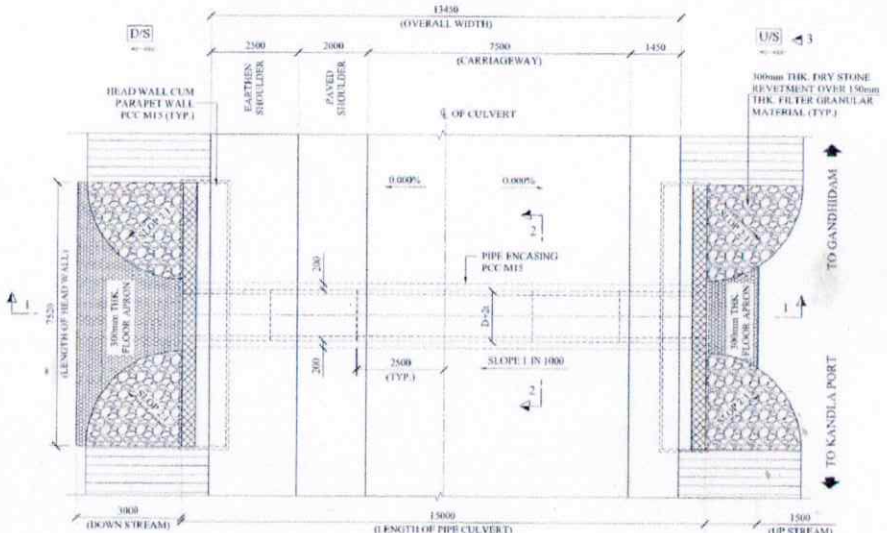 13450
(OVERALL WIDTH)
D/S
2500
2000
7500
(CARRIAGEWAY)
1450
U/S
3
EARTHEN
SHOULDER
PAVED
SHOULDER
HEAD WALL CUM
PARAPET WALL
PCC M15 (TYP.)
℄ OF CULVERT
300mm THK. DRY STONE
REVETMENT OVER 150mm
THK. FILTER GRANULAR
MATERIAL (TYP.)
0.000%
0.000%
2
TO GANDHIDAM
PIPE ENCASING
PCC M15
200
1
7520
(LENGTH OF HEAD WALL)
300mm THK.
FLOOR APRON
300mm THK.
FLOOR APRON
1
200
2500
(TYP.)
SLOPE 1 IN 1000
2
TO KANDLA PORT
3000
(DOWN STREAM)
15000
(LENGTH OF PIPE CULVERT)
1500
(UP STREAM)